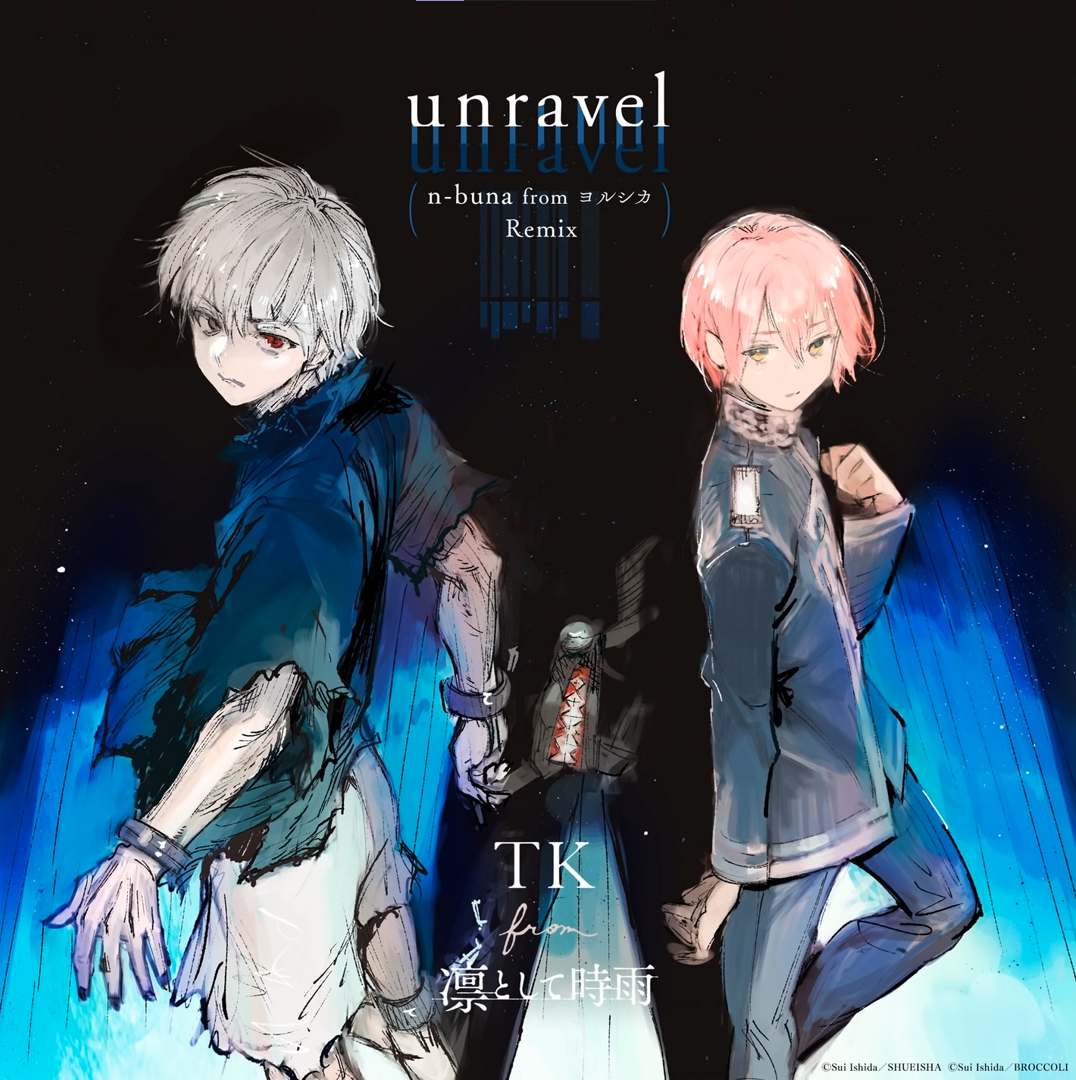 unravel
(n-buna from ヨルシカ
Remix)
TK
from
凛として時雨
©Sui Ishida／SHUEISHA ©Sui Ishida／BROCCOLI